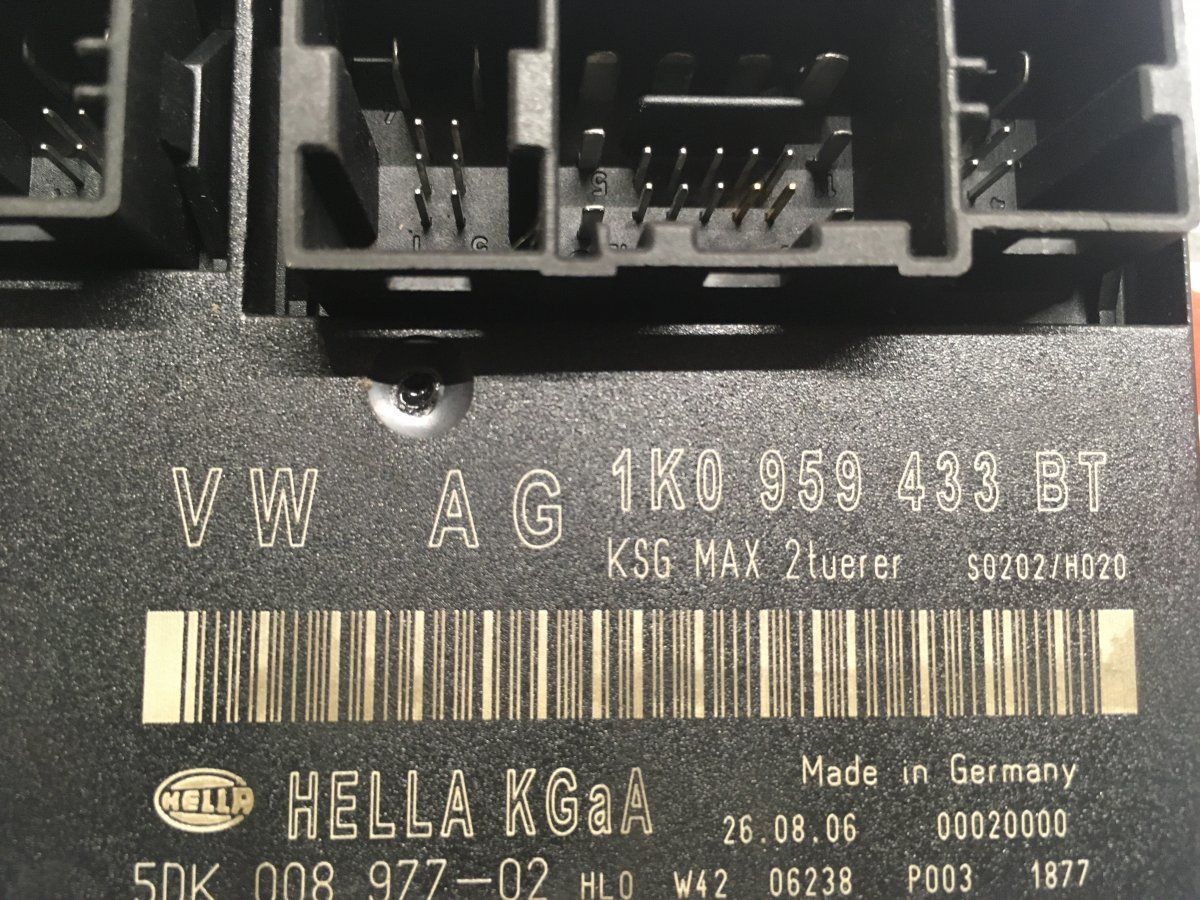 VW AG 1K0 959 433 BT
KSG MAX 2tuerer S0202/H020
HELLA HELLA KGaA Made in Germany
26.08.06 00020000
5DK 008 977-02 HLO W42 06238 P003 1877